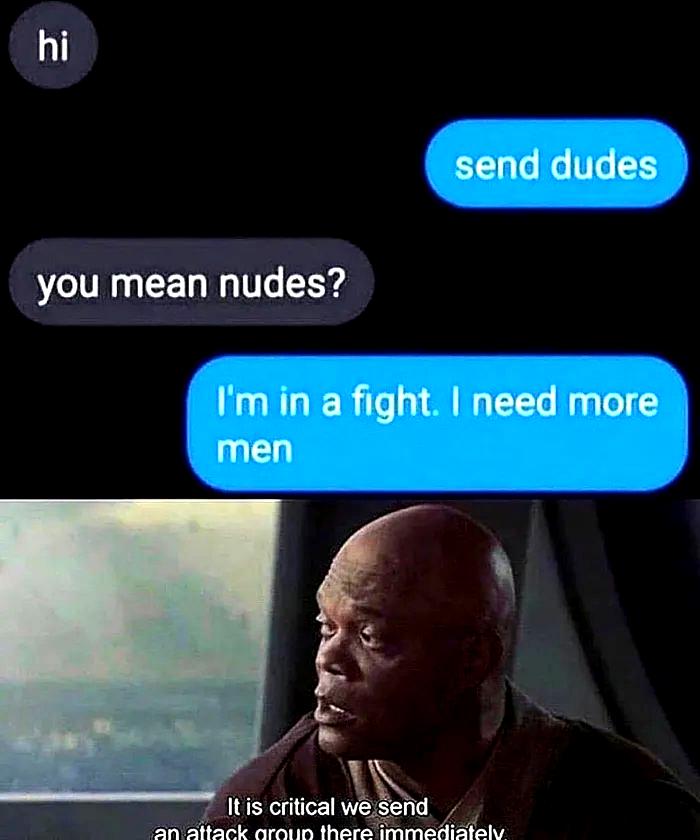 hi
send dudes
you mean nudes?
I'm in a fight. I need more
men
It is critical we send
an attack group there immediately.